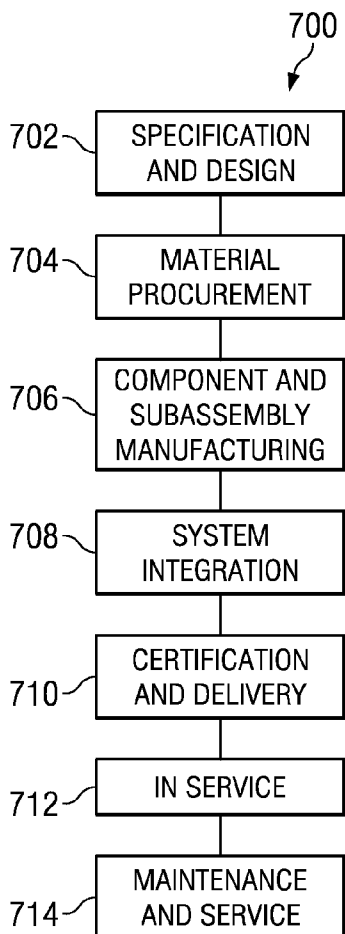 700
702
SPECIFICATION
AND DESIGN
704
MATERIAL
PROCUREMENT
706
COMPONENT AND
SUBASSEMBLY
MANUFACTURING
708
SYSTEM
INTEGRATION
710
CERTIFICATION
AND DELIVERY
712
IN SERVICE
714
MAINTENANCE
AND SERVICE